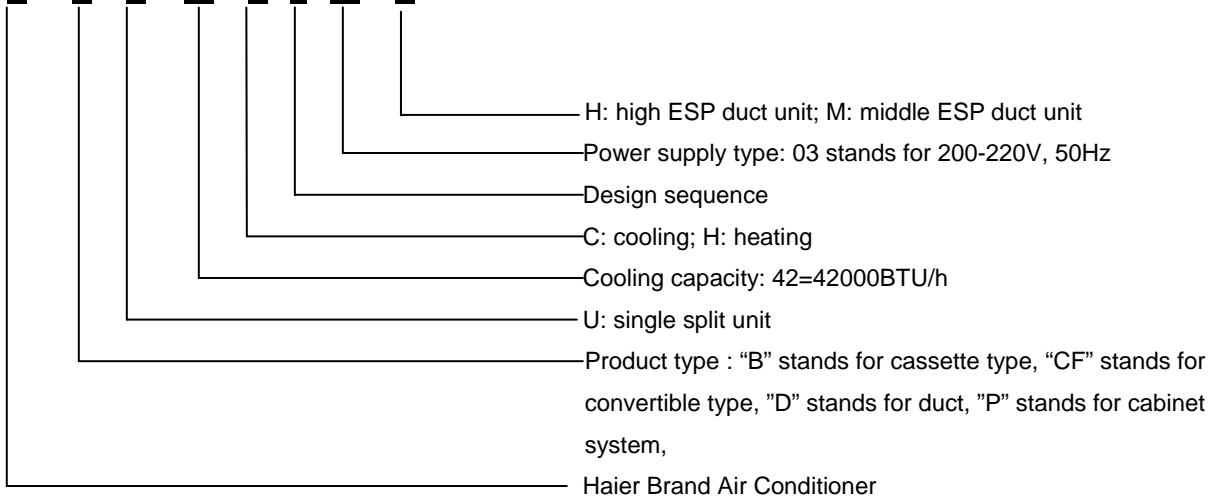 H: high ESP duct unit; M: middle ESP duct unit
Power supply type: 03 stands for 200-220V, 50Hz
Design sequence
C: cooling; H: heating
Cooling capacity: 42=42000BTU/h
U: single split unit
Product type : “B” stands for cassette type, “CF” stands for
convertible type, ”D” stands for duct, ”P” stands for cabinet
system,
Haier Brand Air Conditioner